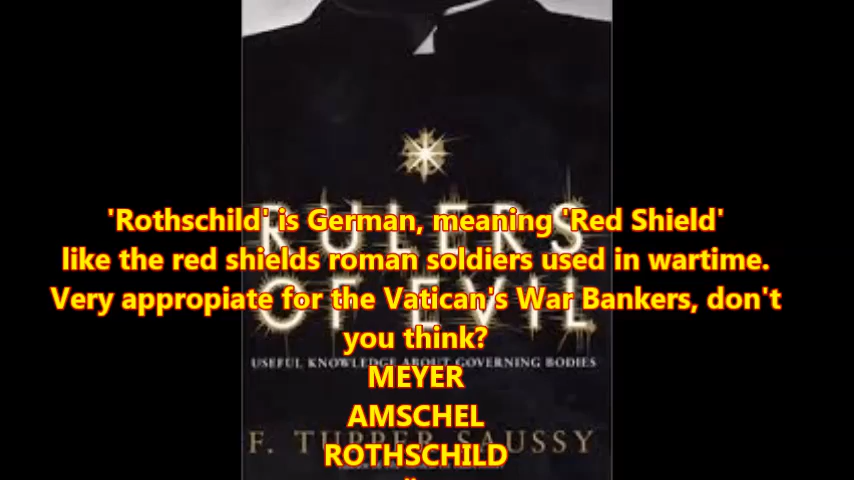 'Rothschild' is German, meaning 'Red Shield'
like the red shields roman soldiers used in wartime.
Very appropiate for the Vatican's War Bankers, don't
you think?
MEYER
AMSCHEL
ROTHSCHILD
RULERS
OF EVIL
USEFUL KNOWLEDGE ABOUT GOVERNING BODIES
F. TUPPER SAUSSY